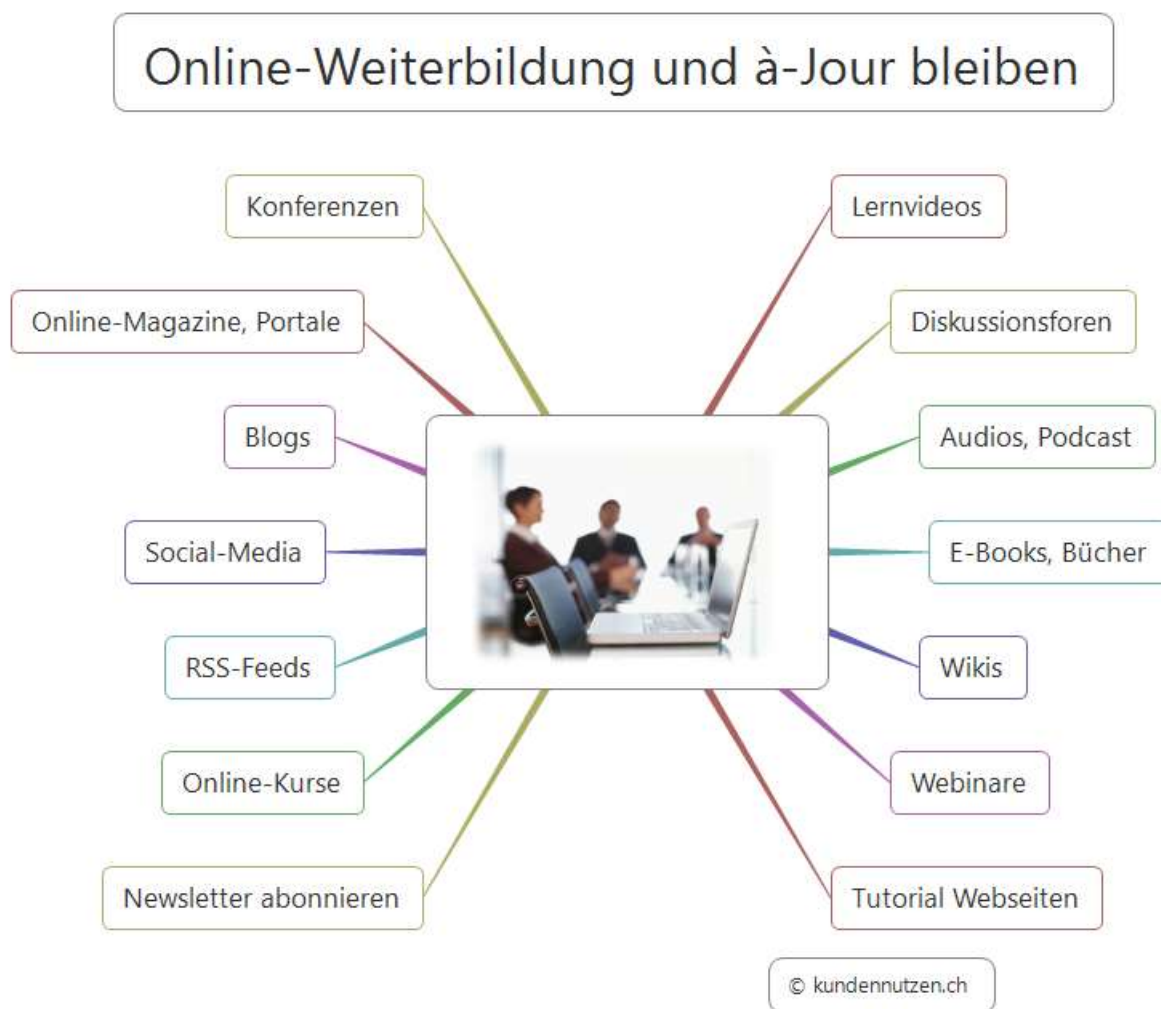 Online-Weiterbildung und à-Jour bleiben
Konferenzen
Lernvideos
Online-Magazine, Portale
Diskussionsforen
Blogs
Audios, Podcast
Social-Media
E-Books, Bücher
RSS-Feeds
Wikis
Online-Kurse
Webinare
Newsletter abonnieren
Tutorial Webseiten
© kundennutzen.ch